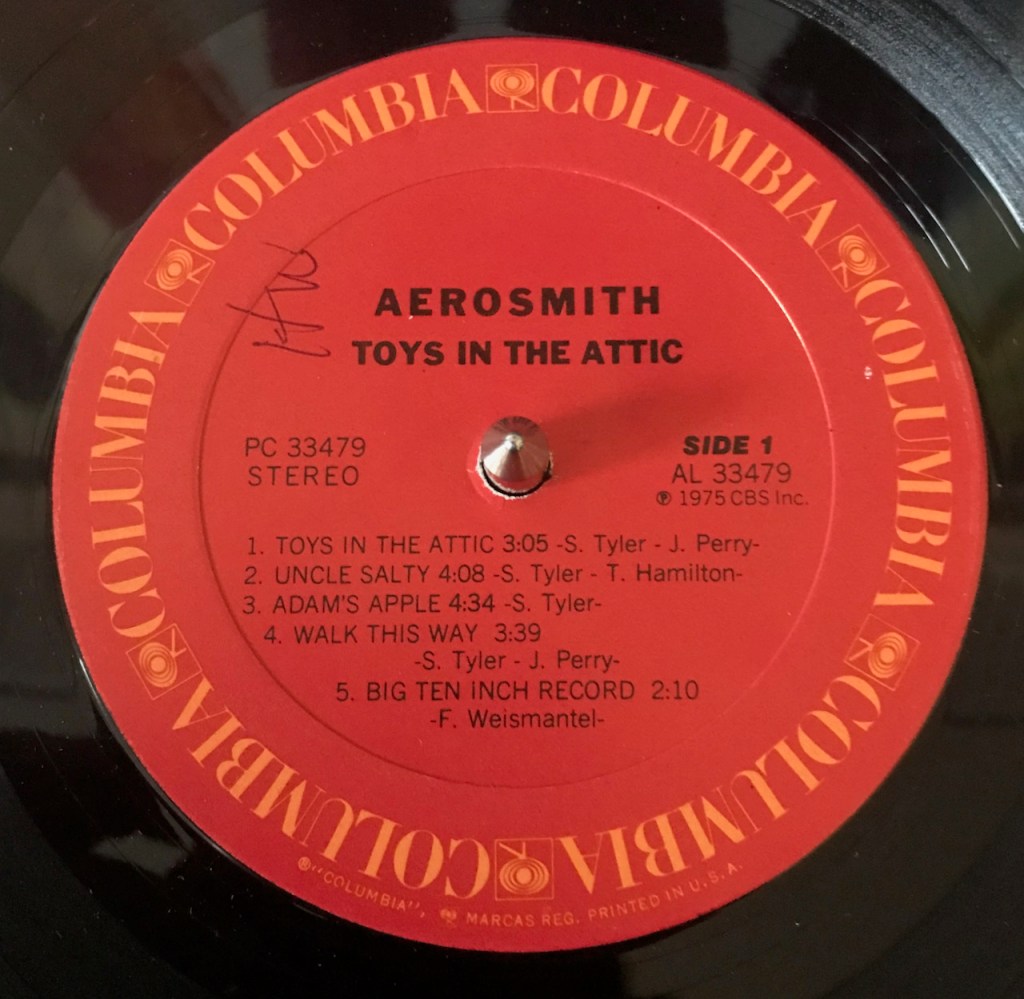 COLUMBIA COLUMBIA COLUMBIA COLUMBIA COLUMBIA COLUMBIA
AEROSMITH
TOYS IN THE ATTIC
PC 33479
STEREO
SIDE 1
AL 33479
℗ 1975 CBS Inc.
1. TOYS IN THE ATTIC 3:05 -S. Tyler - J. Perry-
2. UNCLE SALTY 4:08 -S. Tyler - T. Hamilton-
3. ADAM'S APPLE 4:34 -S. Tyler-
4. WALK THIS WAY 3:39
-S. Tyler - J. Perry-
5. BIG TEN INCH RECORD 2:10
-F. Weismantel-
®"COLUMBIA", MARCAS REG. PRINTED IN U.S.A.